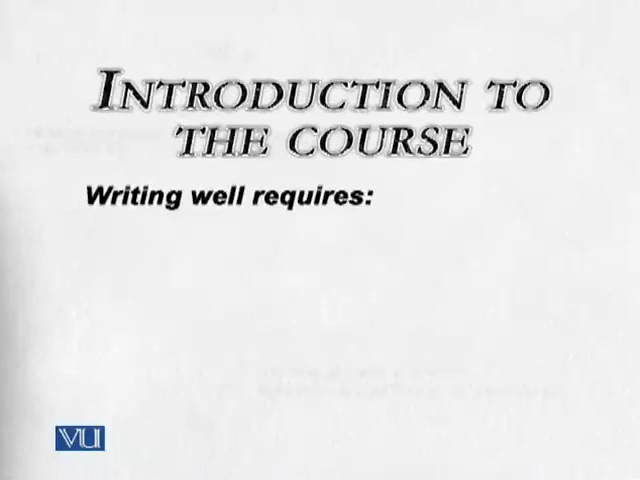 INTRODUCTION TO
THE COURSE
Writing well requires:
VU